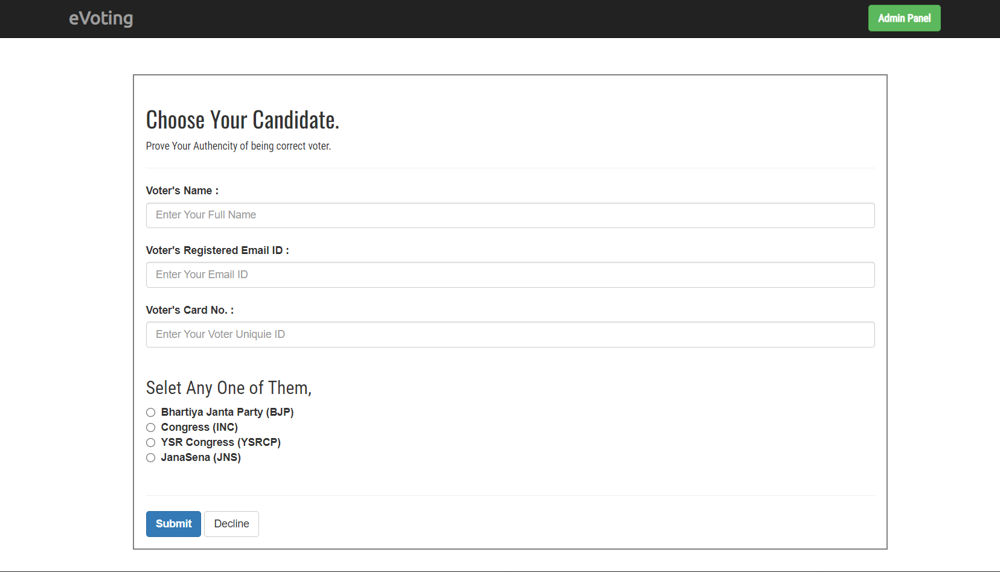 eVoting
Admin Panel
Choose Your Candidate.
Prove Your Authencity of being correct voter.
Voter's Name :
Enter Your Full Name
Voter's Registered Email ID :
Enter Your Email ID
Voter's Card No. :
Enter Your Voter Uniquie ID
Selet Any One of Them,
Bhartiya Janta Party (BJP)
Congress (INC)
YSR Congress (YSRCP)
JanaSena (JNS)
Submit
Decline